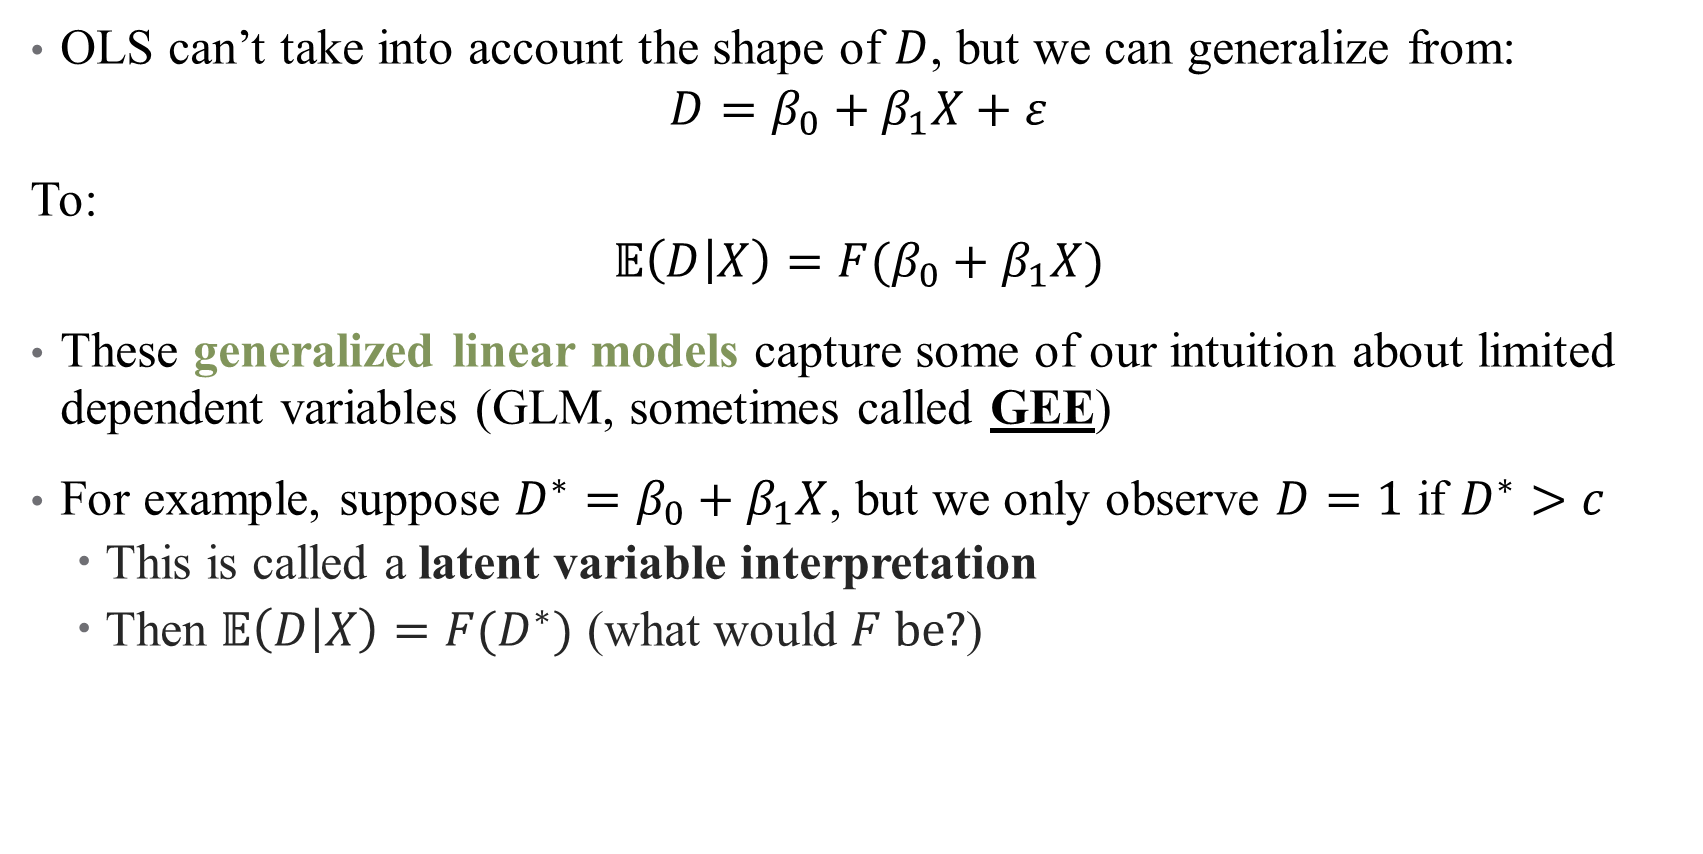 • OLS can’t take into account the shape of D, but we can generalize from:
D = β₀ + β₁X + ε
To:
𝔼(D|X) = F(β₀ + β₁X)
• These generalized linear models capture some of our intuition about limited
dependent variables (GLM, sometimes called GEE)
• For example, suppose D* = β₀ + β₁X, but we only observe D = 1 if D* > c
• This is called a latent variable interpretation
• Then 𝔼(D|X) = F(D*) (what would F be?)